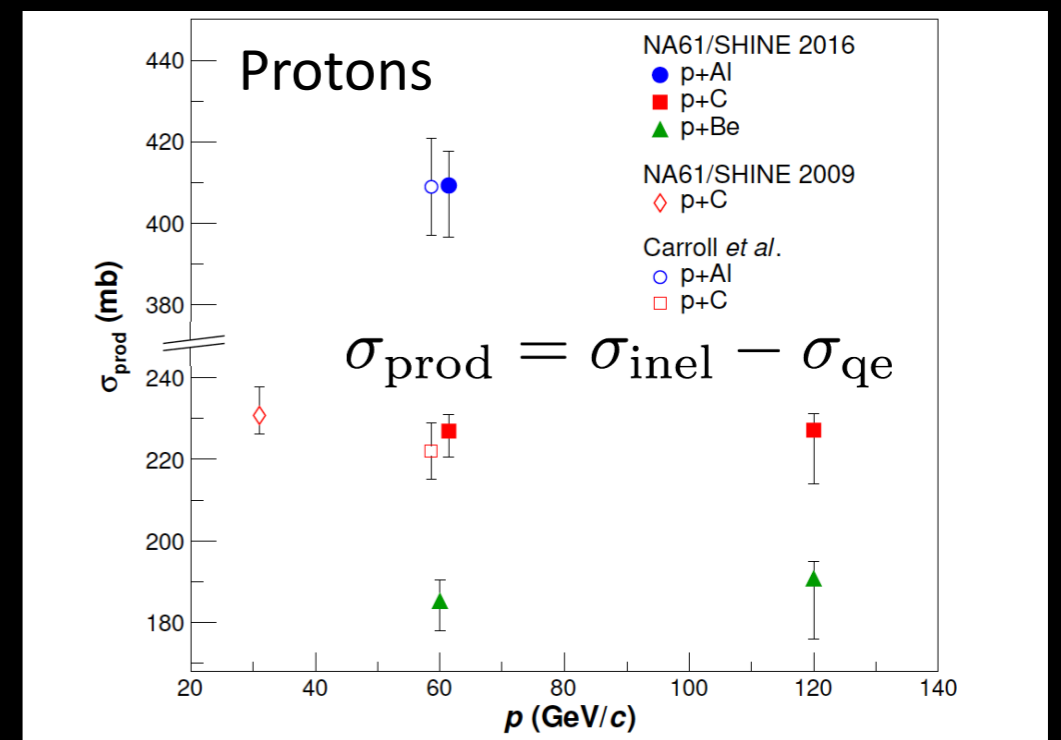 Protons
NA61/SHINE 2016
p+Al
p+C
p+Be
NA61/SHINE 2009
p+C
Carroll et al.
p+Al
p+C
σprod = σinel − σqe
σprod (mb)
440
420
400
380
240
220
200
180
20 40 60 80 100 120 140
p (GeV/c)